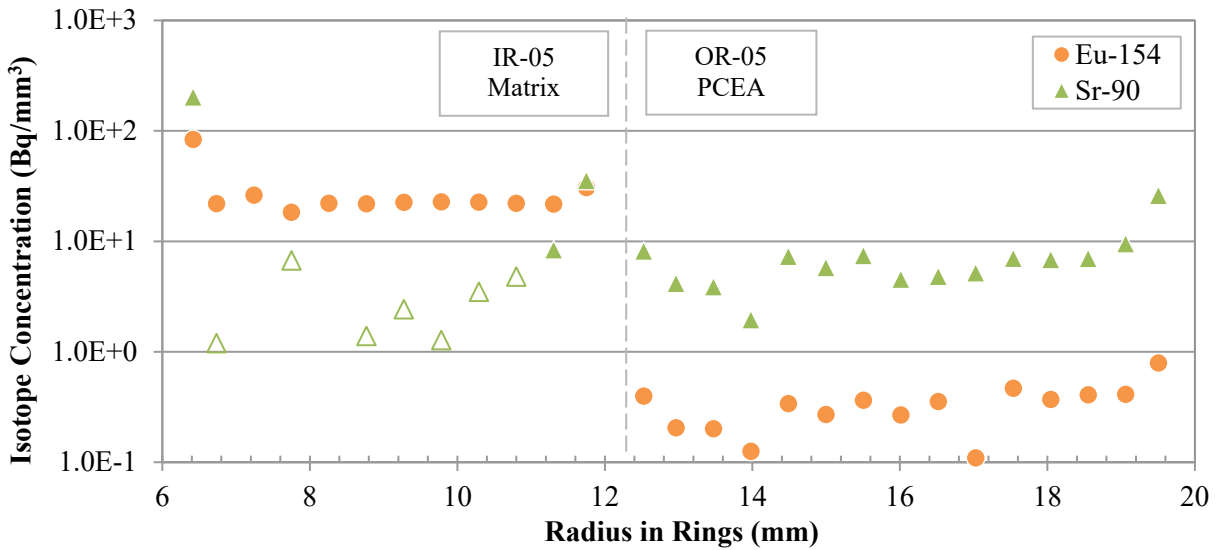 1.0E+3
1.0E+2
1.0E+1
1.0E+0
1.0E-1
Isotope Concentration (Bq/mm³)
IR-05
Matrix
OR-05
PCEA
Eu-154
Sr-90
6 8 10 12 14 16 18 20
Radius in Rings (mm)